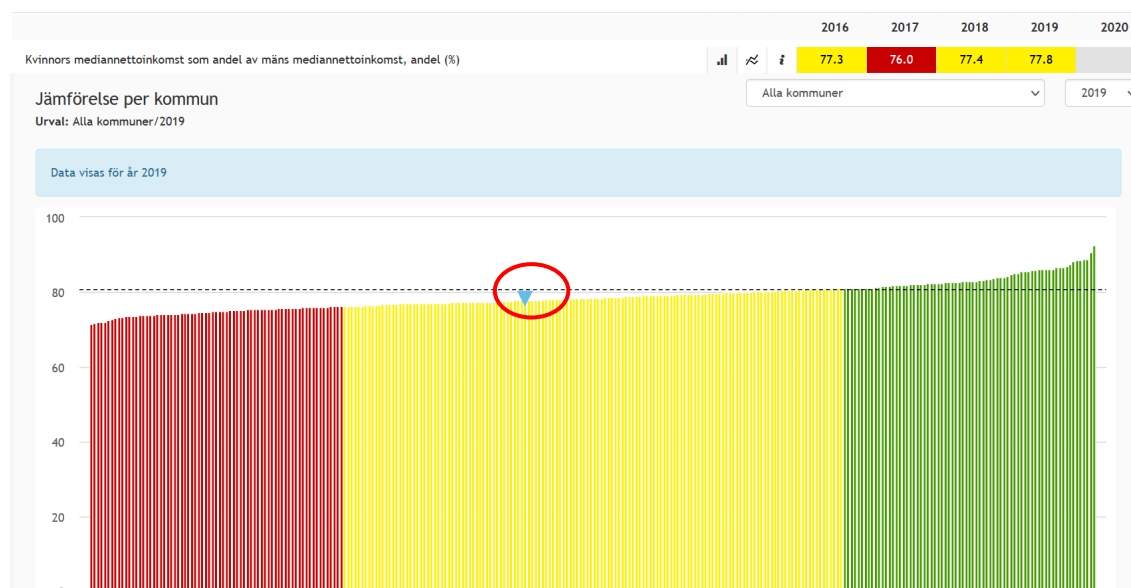 2016 2017 2018 2019 2020
Kvinnors mediannettoinkomst som andel av mäns mediannettoinkomst, andel (%) i 77.3 76.0 77.4 77.8
Jämförelse per kommun
Alla kommuner 2019
Urval: Alla kommuner/2019
Data visas för år 2019
100
80
60
40
20